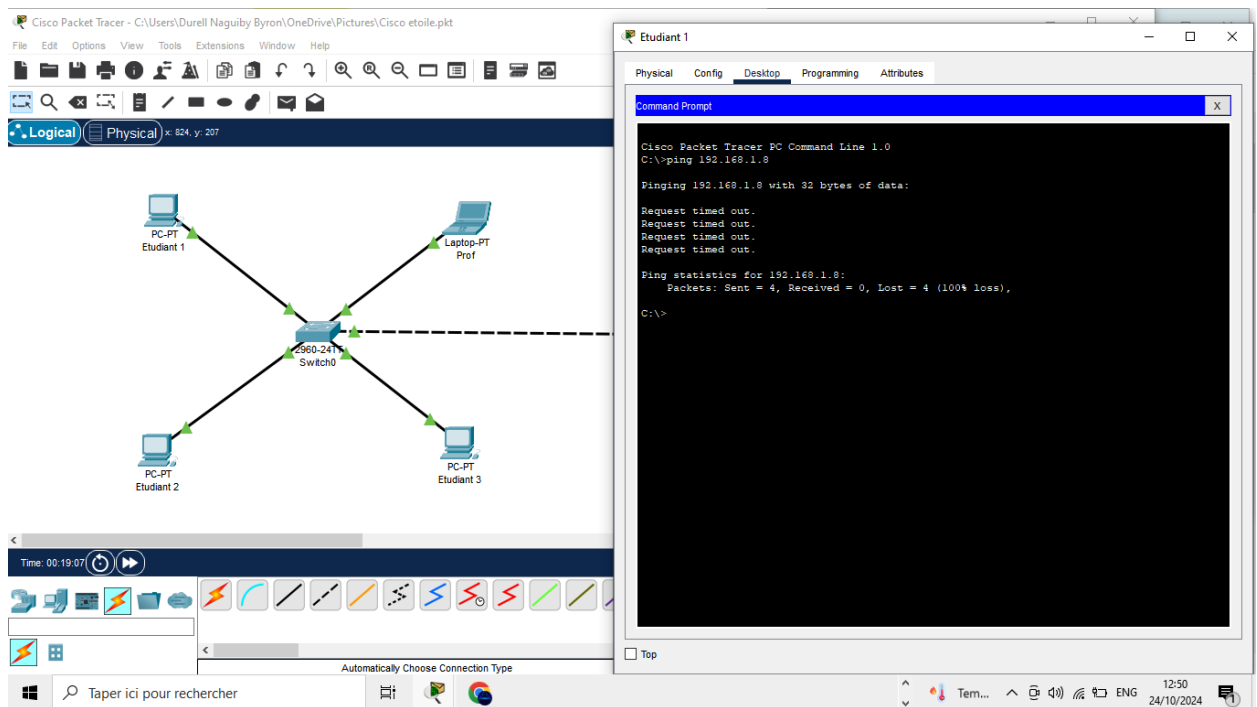 Cisco Packet Tracer - C:\Users\Durell Naguiby Byron\OneDrive\Pictures\Cisco etoile.pkt
File Edit Options View Tools Extensions Window Help
Logical Physical x: 824, y: 207
PC-PT
Etudiant 1
Laptop-PT
Prof
2960-24TT
Switch0
PC-PT
Etudiant 2
PC-PT
Etudiant 3
Time: 00:19:07
Automatically Choose Connection Type
Etudiant 1
Physical Config Desktop Programming Attributes
Command Prompt X
Cisco Packet Tracer PC Command Line 1.0
C:\>ping 192.168.1.8
Pinging 192.168.1.8 with 32 bytes of data:
Request timed out.
Request timed out.
Request timed out.
Request timed out.
Ping statistics for 192.168.1.8:
Packets: Sent = 4, Received = 0, Lost = 4 (100% loss),
C:\>
Top
Taper ici pour rechercher
Tem... ENG
12:50
24/10/2024
1